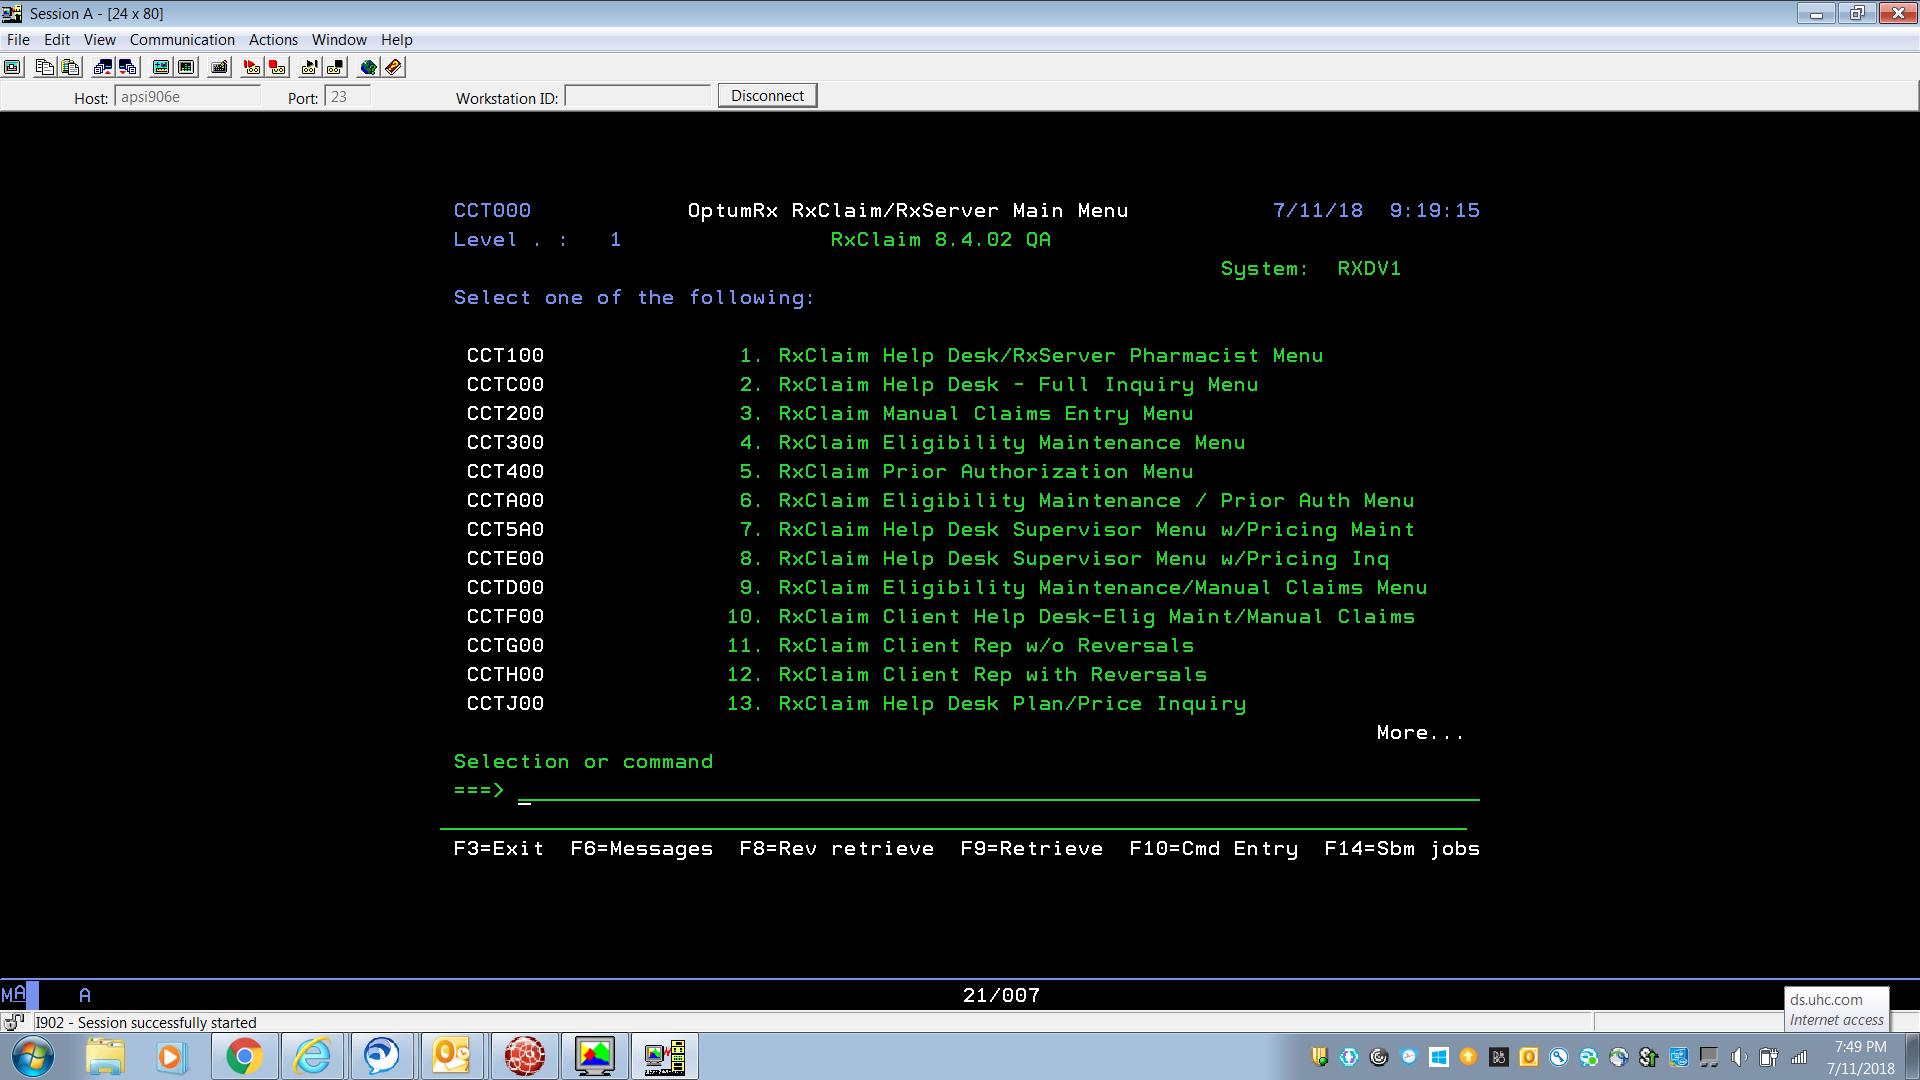 Session A - [24 x 80]
File Edit View Communication Actions Window Help
Host: apsi906e Port: 23 Workstation ID: Disconnect
CCT000 OptumRx RxClaim/RxServer Main Menu 7/11/18 9:19:15
Level . : 1 RxClaim 8.4.02 QA
System: RXDV1
Select one of the following:
CCT100 1. RxClaim Help Desk/RxServer Pharmacist Menu
CCTC00 2. RxClaim Help Desk - Full Inquiry Menu
CCT200 3. RxClaim Manual Claims Entry Menu
CCT300 4. RxClaim Eligibility Maintenance Menu
CCT400 5. RxClaim Prior Authorization Menu
CCTA00 6. RxClaim Eligibility Maintenance / Prior Auth Menu
CCT5A0 7. RxClaim Help Desk Supervisor Menu w/Pricing Maint
CCTE00 8. RxClaim Help Desk Supervisor Menu w/Pricing Inq
CCTD00 9. RxClaim Eligibility Maintenance/Manual Claims Menu
CCTF00 10. RxClaim Client Help Desk-Elig Maint/Manual Claims
CCTG00 11. RxClaim Client Rep w/o Reversals
CCTH00 12. RxClaim Client Rep with Reversals
CCTJ00 13. RxClaim Help Desk Plan/Price Inquiry
More...
Selection or command
===> _
F3=Exit F6=Messages F8=Rev retrieve F9=Retrieve F10=Cmd Entry F14=Sbm jobs
MA A 21/007
ds.uhc.com
Internet access
I902 - Session successfully started
7:49 PM
7/11/2018